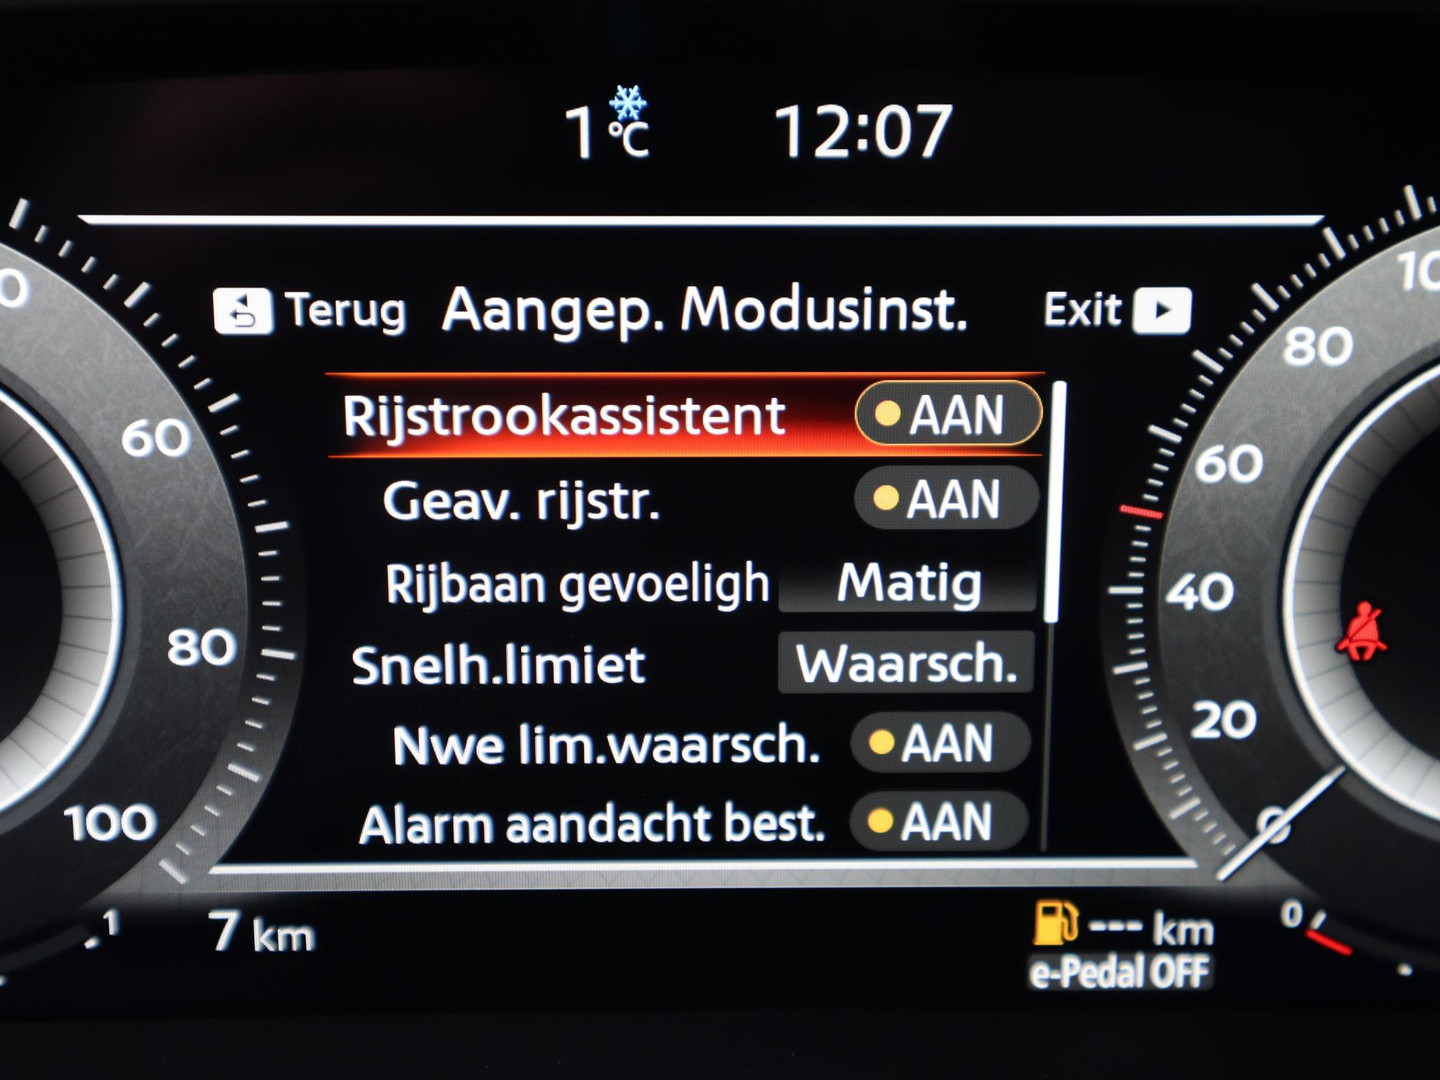 1 °C 12:07
Terug Aangep. Modusinst. Exit
Rijstrookassistent AAN
Geav. rijstr. AAN
Rijbaan gevoeligh Matig
Snelh.limiet Waarsch.
Nwe lim.waarsch. AAN
Alarm aandacht best. AAN
60
80
100
80
60
40
20
0
1
7 km
--- km
0
e-Pedal OFF